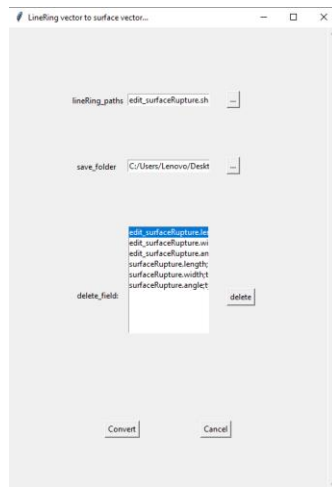 LineRing vector to surface vector...
lineRing_paths edit_surfaceRupture.sh ...
save_folder C:/Users/Lenovo/Deskt ...
edit_surfaceRupture.ler
edit_surfaceRupture.wi
edit_surfaceRupture.an
surfaceRupture.length;
surfaceRupture.width;t
surfaceRupture.angle;t
delete_field: delete
Convert Cancel